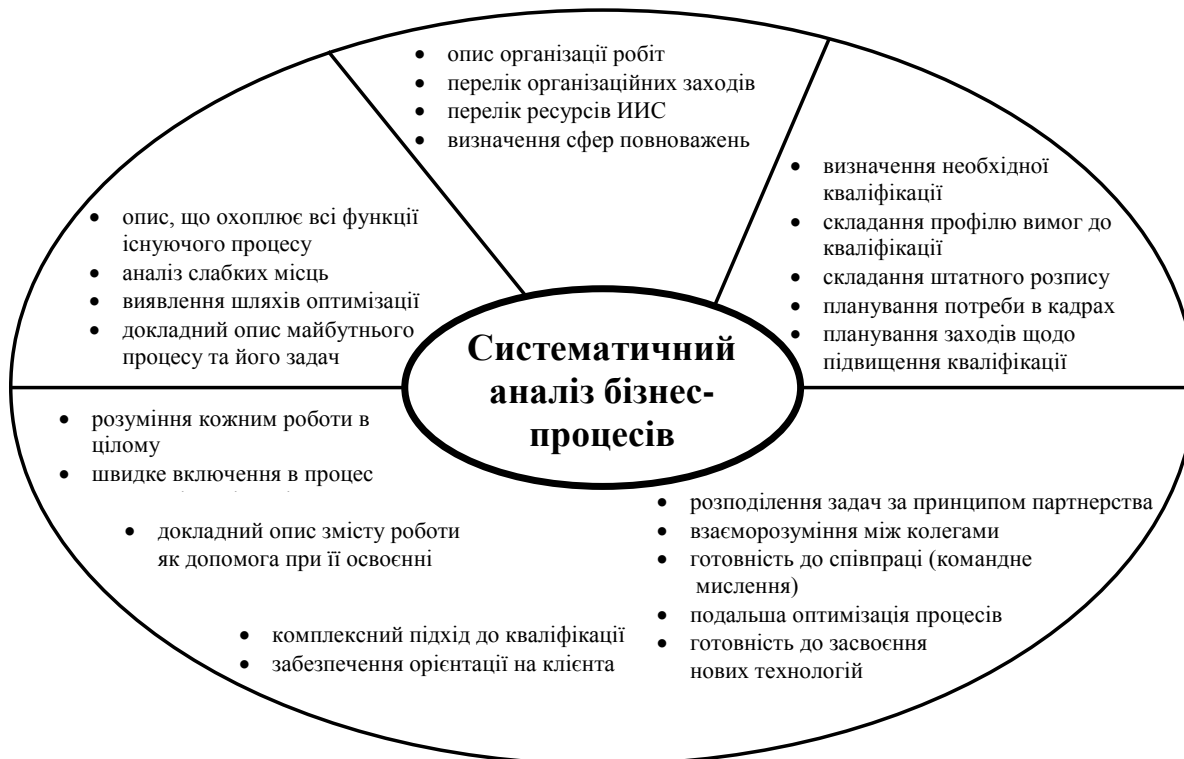 • опис організації робіт
• перелік організаційних заходів
• перелік ресурсів ИИС
• визначення сфер повноважень
• визначення необхідної
кваліфікації
• складання профілю вимог до
кваліфікації
• складання штатного розпису
• планування потреби в кадрах
• планування заходів щодо
підвищення кваліфікації
• опис, що охоплює всі функції
існуючого процесу
• аналіз слабких місць
• виявлення шляхів оптимізації
• докладний опис майбутнього
процесу та його задач
Систематичний
аналіз бізнес-
процесів
• розуміння кожним роботи в
цілому
• швидке включення в процес
• докладний опис змісту роботи
як допомога при її освоєнні
• комплексний підхід до кваліфікації
• забезпечення орієнтації на клієнта
• розподілення задач за принципом партнерства
• взаєморозуміння між колегами
• готовність до співпраці (командне
мислення)
• подальша оптимізація процесів
• готовність до засвоєння
нових технологій